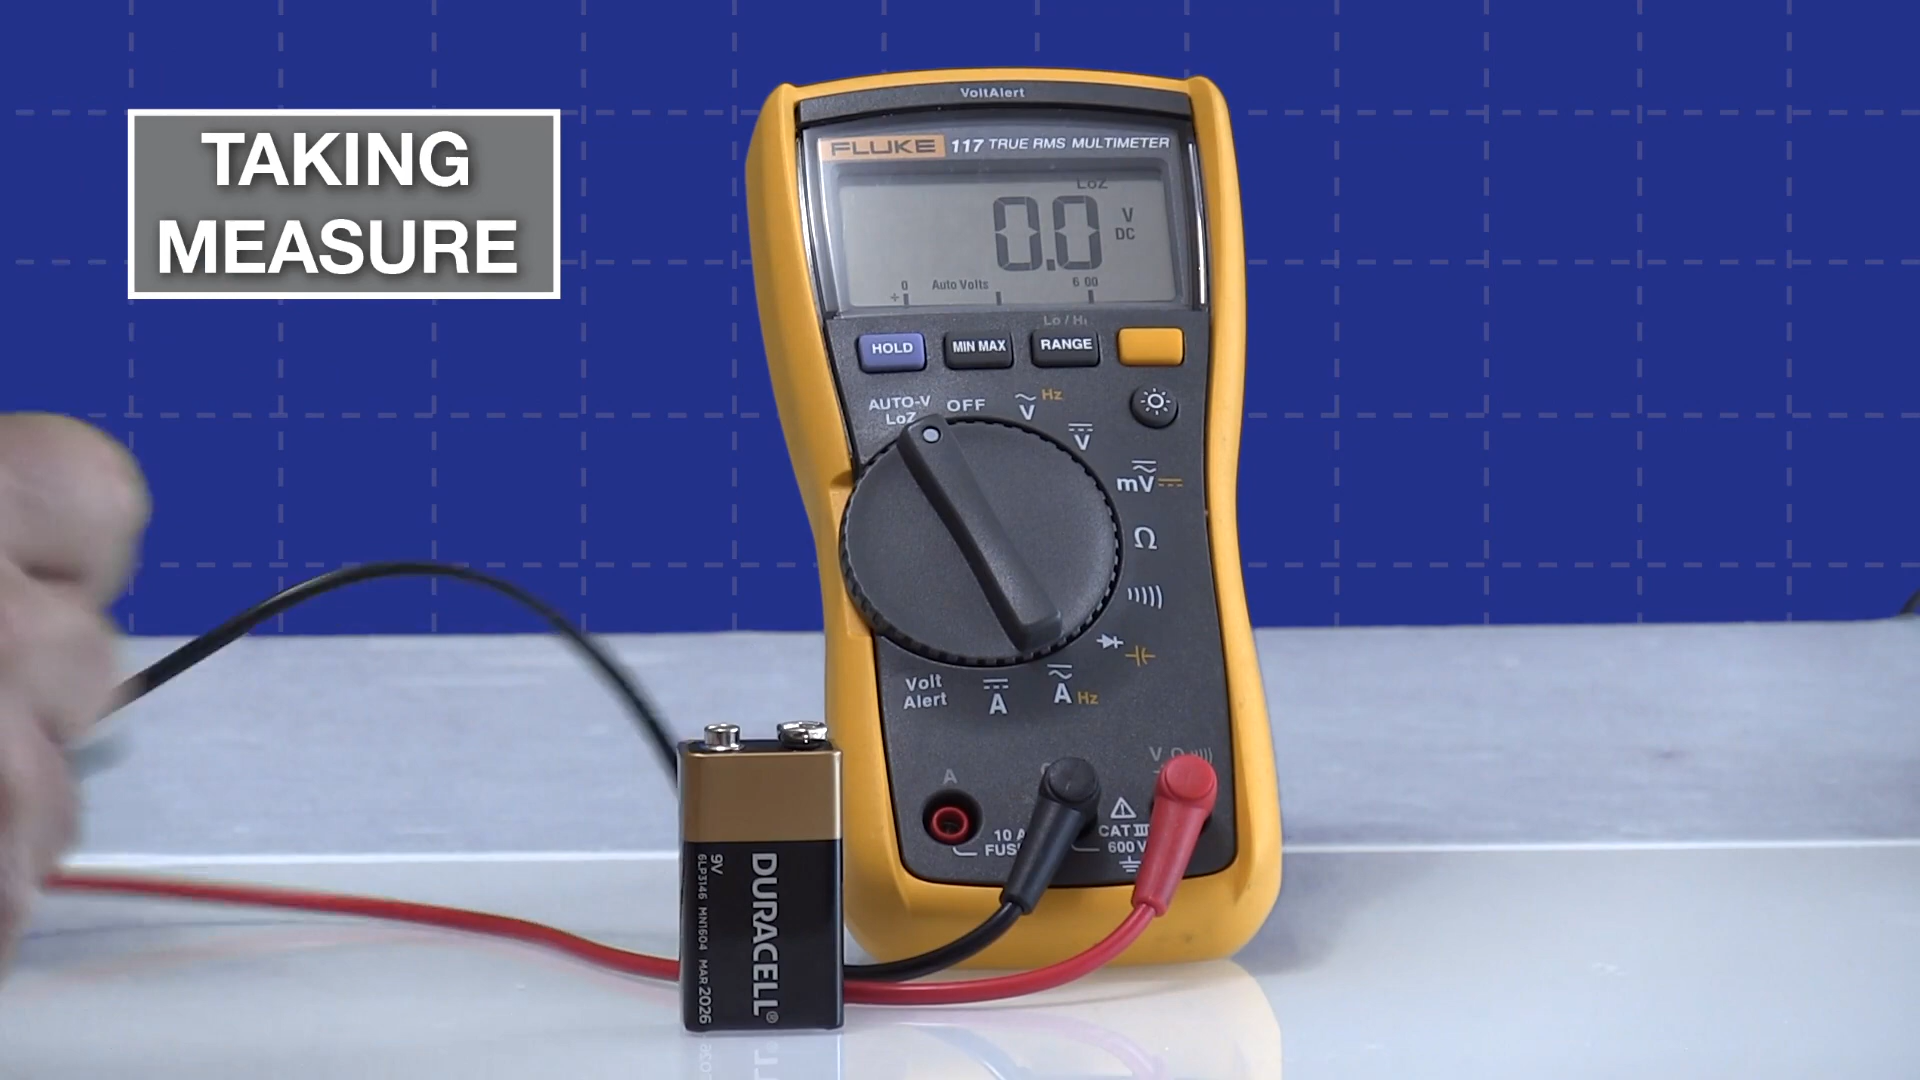 TAKING
MEASURE
VoltAlert
FLUKE 117 TRUE RMS MULTIMETER
LoZ
0.0 V
DC
0 Auto Volts 600
+
Lo / Hi
HOLD MIN MAX RANGE
AUTO-V
LoZ
OFF
V Hz
V
mV
Ω
Volt
Alert
A
A Hz
A
V Ω
10 A
CAT III
600 V
DURACELL®
9V
6LP3146 MN1604 MAR 2026